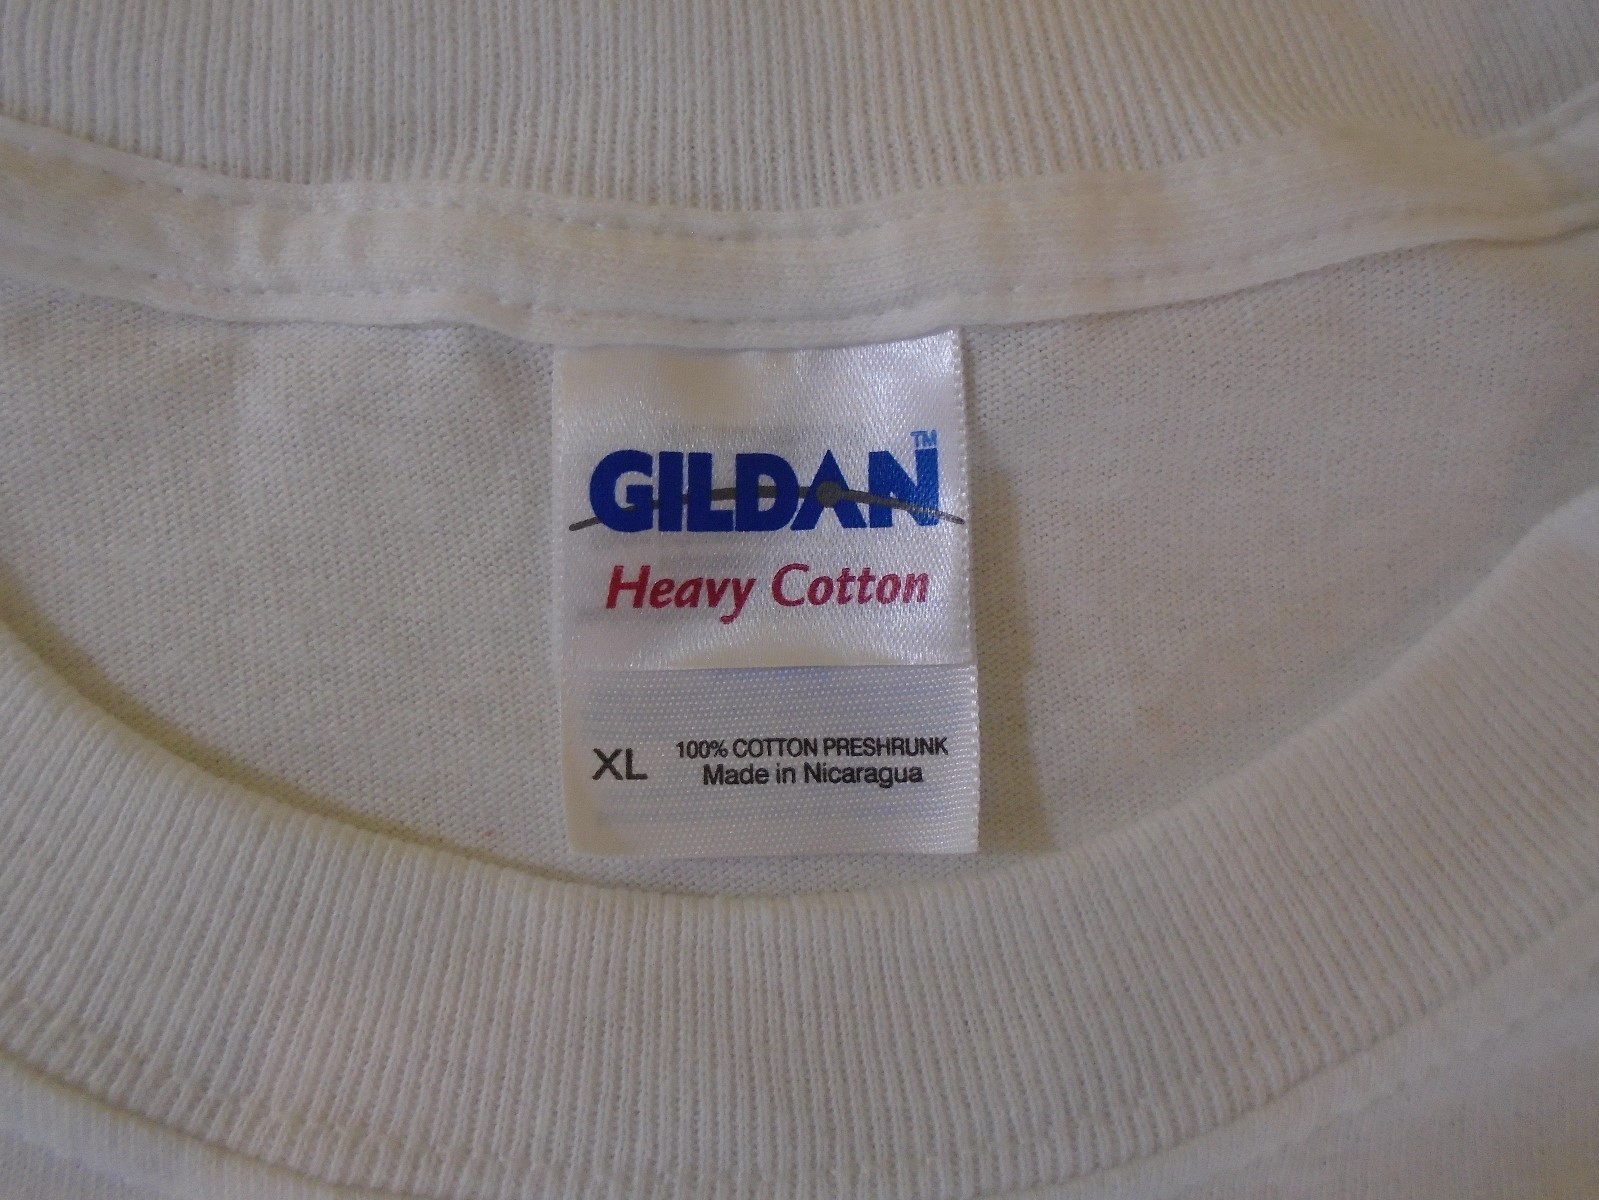 GILDAN™
Heavy Cotton
XL
100% COTTON PRESHRUNK
Made in Nicaragua